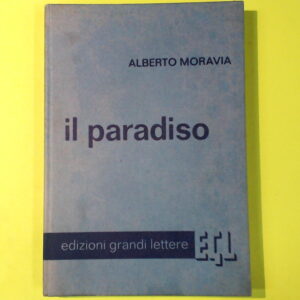 ALBERTO MORAVIA
il paradiso
edizioni grandi lettere EGL